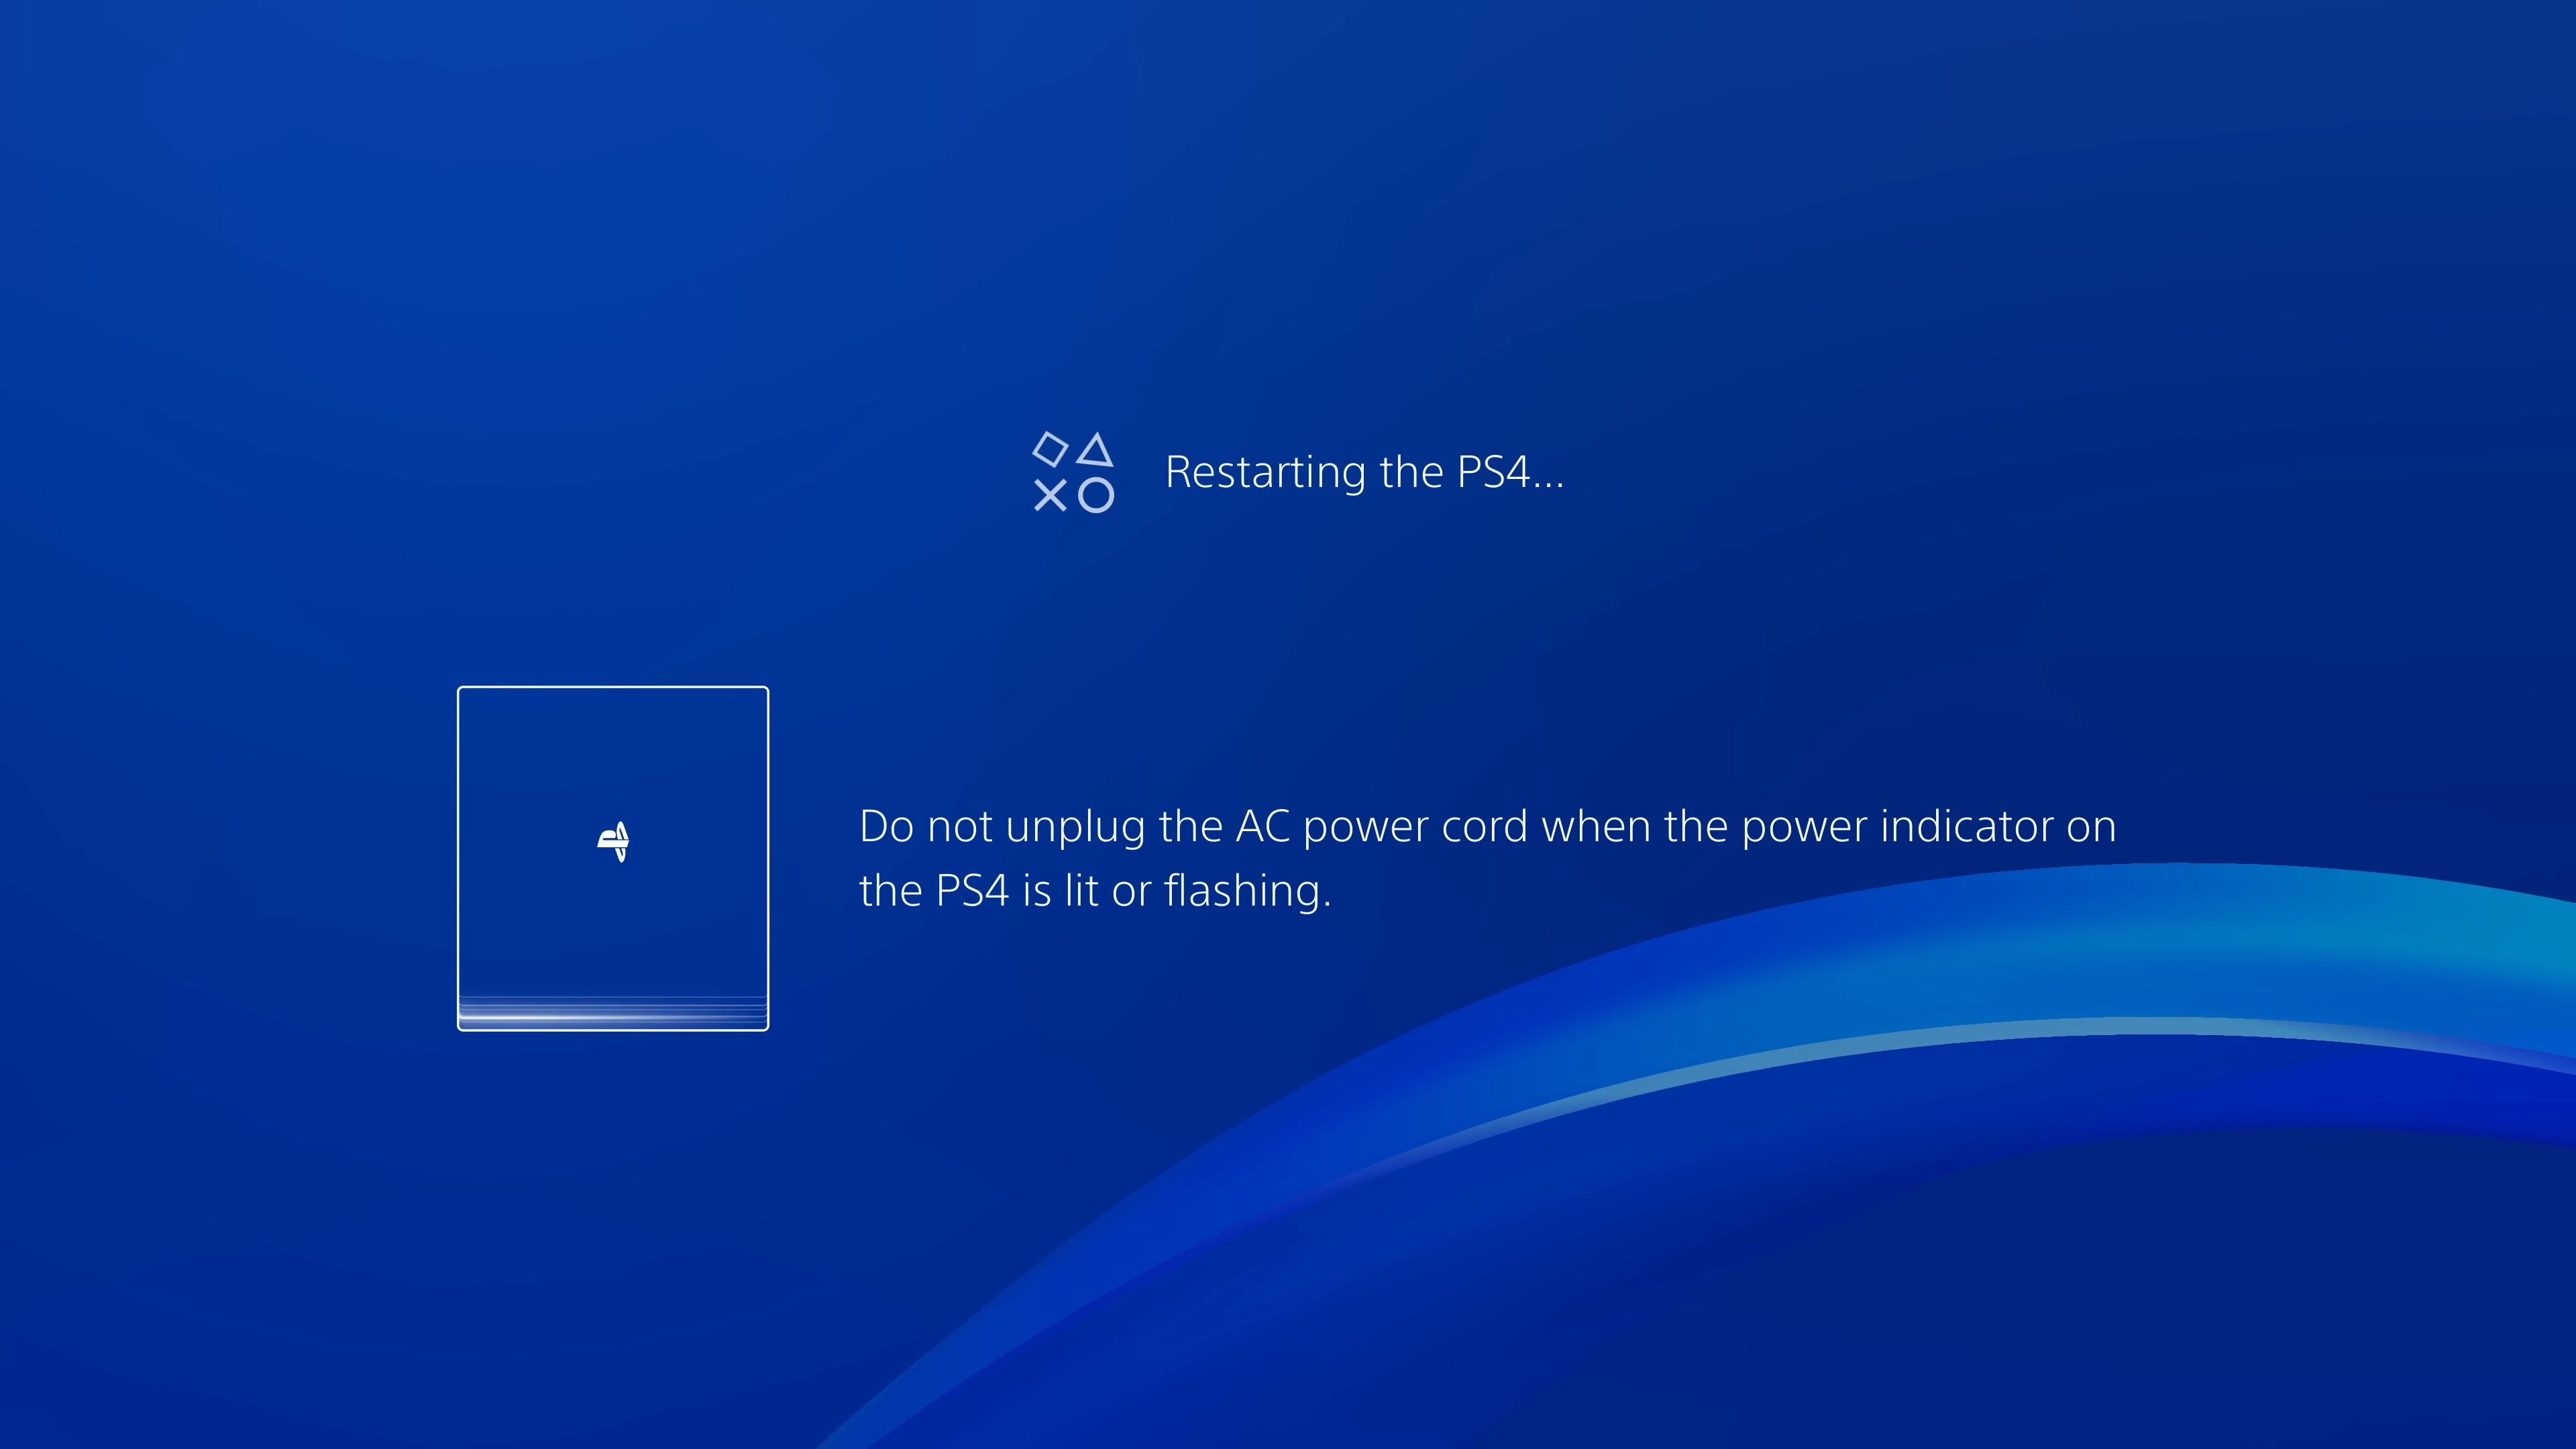 Restarting the PS4...
Do not unplug the AC power cord when the power indicator on
the PS4 is lit or flashing.